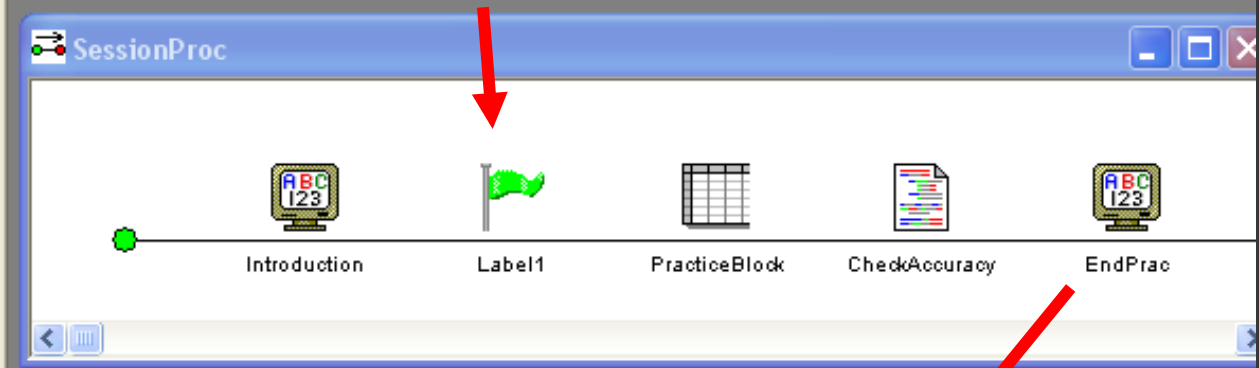 SessionProc
ABC 123
ABC 123
Introduction Label1 PracticeBlock CheckAccuracy EndPrac